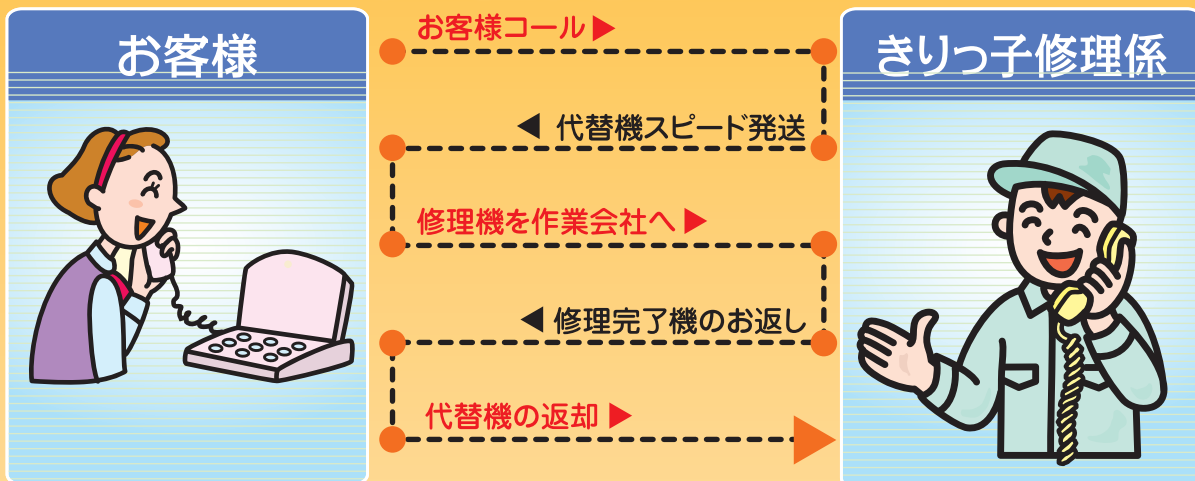 お客様
お客様コール▶
きりっ子修理係
◀ 代替機スピード発送
修理機を作業会社へ▶
◀修理完了機のお返し
代替機の返却▶